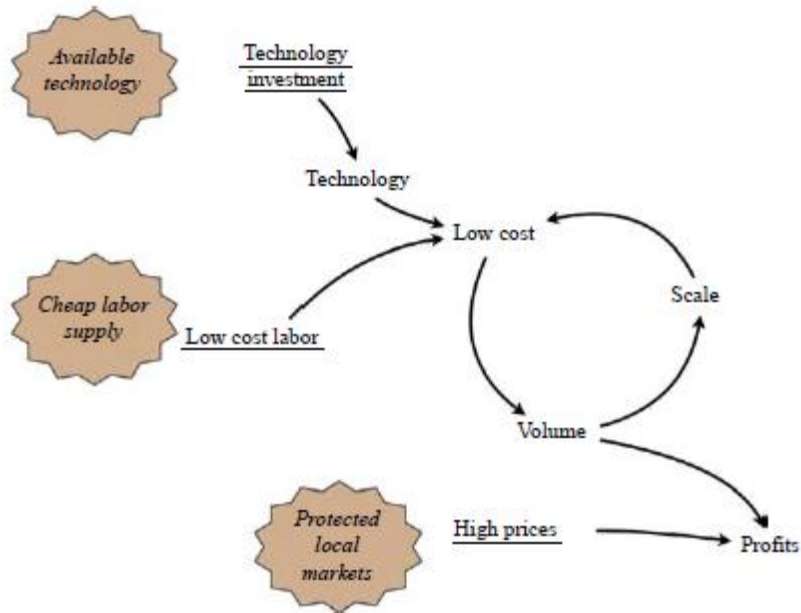 Available
technology
Technology
investment
Technology
Low cost
Cheap labor
supply
Scale
Low cost labor
Volume
Protected
local
markets
High prices
Profits